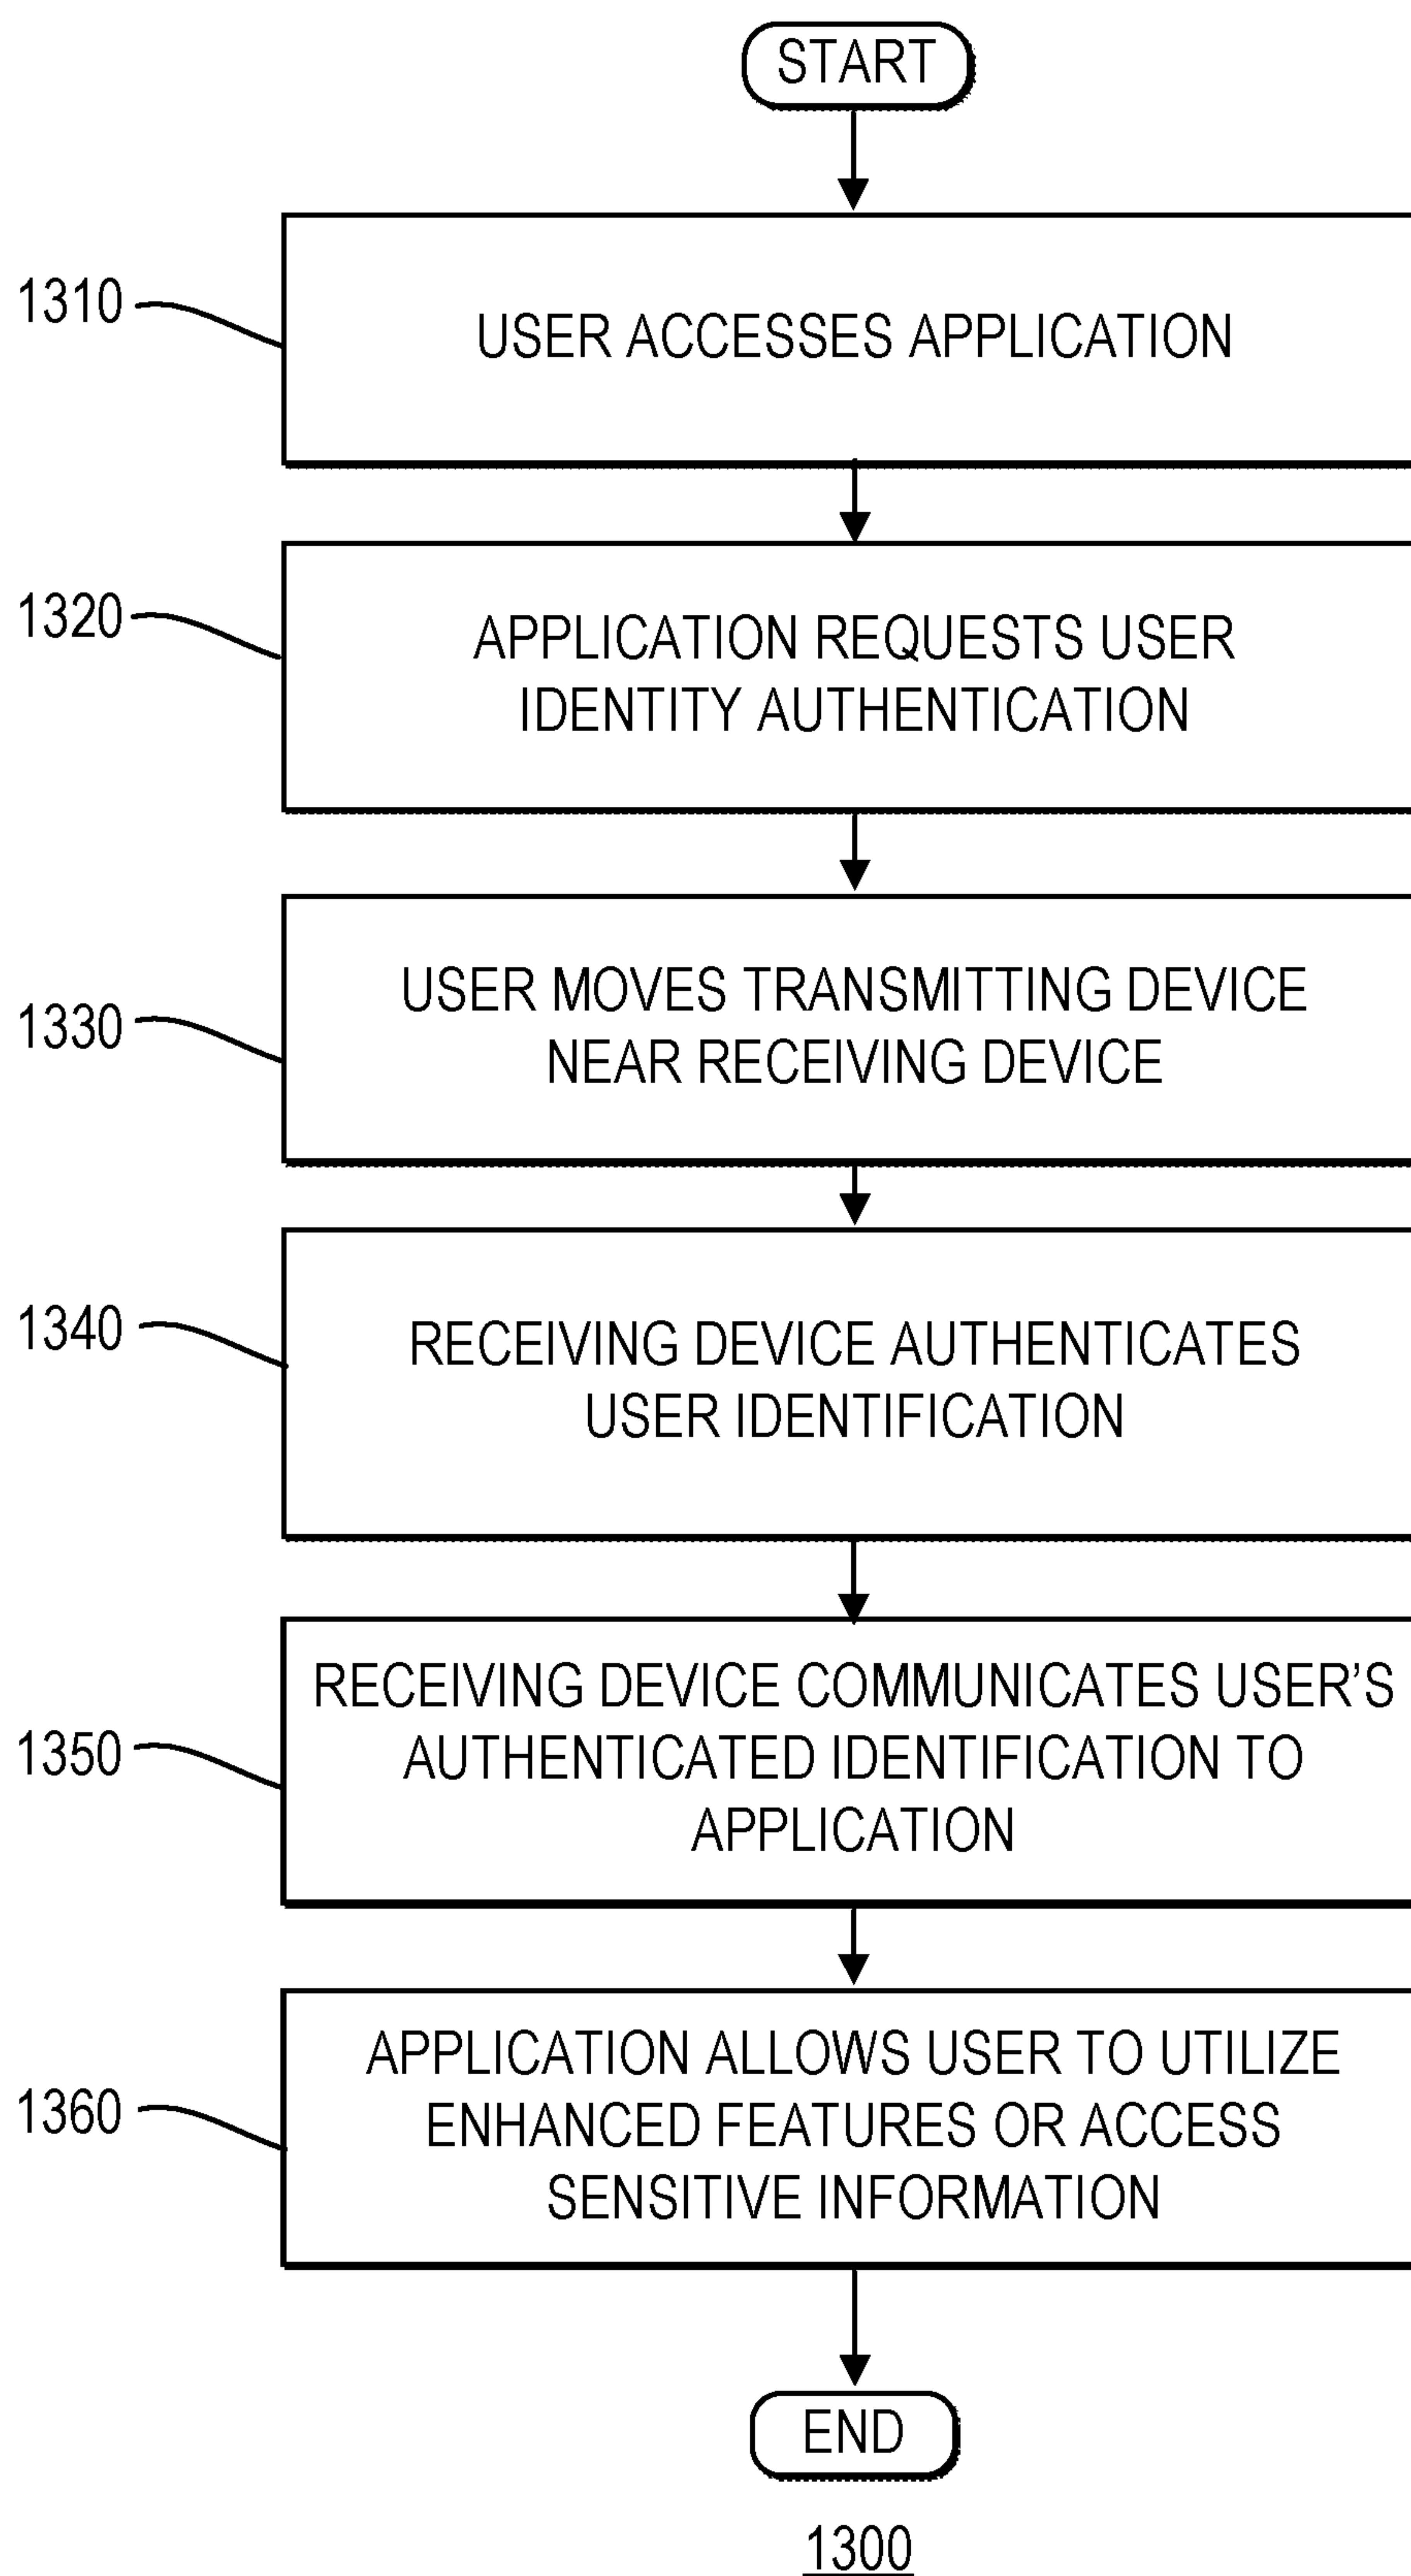 START
1310
USER ACCESSES APPLICATION
1320
APPLICATION REQUESTS USER
IDENTITY AUTHENTICATION
1330
USER MOVES TRANSMITTING DEVICE
NEAR RECEIVING DEVICE
1340
RECEIVING DEVICE AUTHENTICATES
USER IDENTIFICATION
1350
RECEIVING DEVICE COMMUNICATES USER’S
AUTHENTICATED IDENTIFICATION TO
APPLICATION
1360
APPLICATION ALLOWS USER TO UTILIZE
ENHANCED FEATURES OR ACCESS
SENSITIVE INFORMATION
END
1300